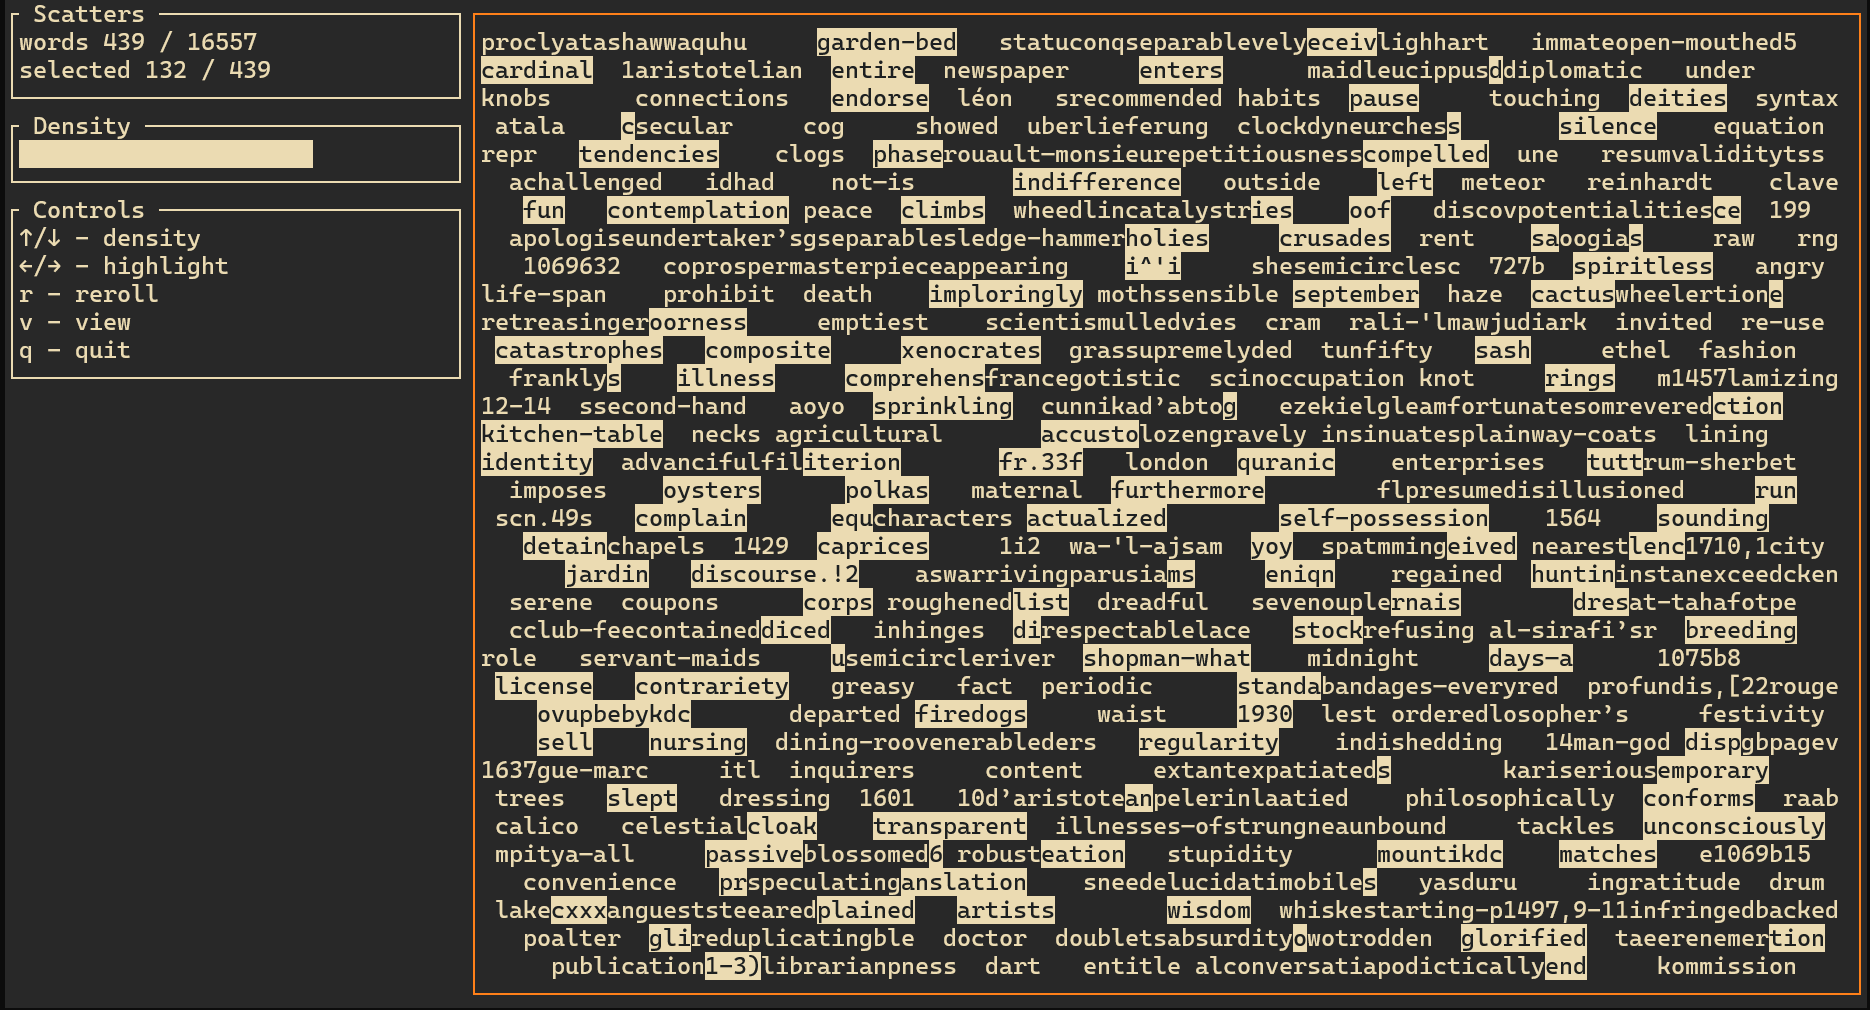 Scatters
words 439 / 16557
selected 132 / 439
Density
Controls
↑/↓ – density
←/→ – highlight
r – reroll
v – view
q – quit
proclyatashawwaquhu garden-bed statuconqseparablevelyeceivlighhart immateopen-mouthed5
cardinal 1aristotelian entire newspaper enters maidleucippusddiplomatic under
knobs connections endorse léon srecommended habits pause touching deities syntax
atala csecular cog showed uberlieferung clockdyneurchess silence equation
repr tendencies clogs phaserouault-monsieurepetitiousnesscompelled une resumvaliditytss
achallenged idhad not—is indifference outside left meteor reinhardt clave
fun contemplation peace climbs wheedlincatalystries oof discovpotentialitiesce 199
apologiseundertaker’sgseparablesledge-hammerholies crusades rent saoogias raw rng
1069632 coprospermasterpieceappearing i^'i shesemicirclesc 727b spiritless angry
life-span prohibit death imploringly mothssensible september haze cactuswheelertione
retreasingeroorness emptiest scientismulledvies cram rali-'lmawjudiark invited re-use
catastrophes composite xenocrates grassupremelyded tunfifty sash ethel fashion
franklys illness comprehensfrancegotistic scinoccupation knot rings m1457lamizing
12-14 ssecond-hand aoyo sprinkling cunnikad’abtog ezekielgleamfortunatesomreveredction
kitchen-table necks agricultural accustolozengravely insinuatesplainway-coats lining
identity advancifulfiliterion fr.33f london quranic enterprises tuttrum-sherbet
imposes oysters polkas maternal furthermore flpresumedisillusioned run
scn.49s complain equcharacters actualized self-possession 1564 sounding
detainchapels 1429 caprices 1i2 wa-'l-ajsam yoy spatmmingeived nearestlenc1710,1city
jardin discourse.!2 aswarrivingparusiams eniqn regained huntininstanexceedcken
serene coupons corps roughenedlist dreadful sevenouplernais dresat-tahafotpe
cclub-feecontaineddiced inhinges direspectablelace stockrefusing al-sirafi’sr breeding
role servant-maids usemicircleriver shopman-what midnight days—a 1075b8
license contrariety greasy fact periodic standabandages—everyred profundis,[22rouge
ovupbebykdc departed firedogs waist 1930 lest orderedlosopher’s festivity
sell nursing dining-roovenerableders regularity indishedding 14man-god dispgbpagev
1637gue-marc itl inquirers content extantexpatiateds kariseriousemporary
trees slept dressing 1601 10d’aristoteanpelerinlaatied philosophically conforms raab
calico celestialcloak transparent illnesses—ofstrungneaunbound tackles unconsciously
mpitya—all passiveblossomed6 robusteation stupidity mountikdc matches e1069b15
convenience prspeculatinganslation sneedelucidatimobiles yasduru ingratitude drum
lakecxxxangueststeearedplained artists wisdom whiskestarting-p1497,9-11infringedbacked
poalter glireduplicatingble doctor doubletsabsurdityowotrodden glorified taeerenemertion
publication1-3)librarianpness dart entitle alconversatiapodicticallyend kommission